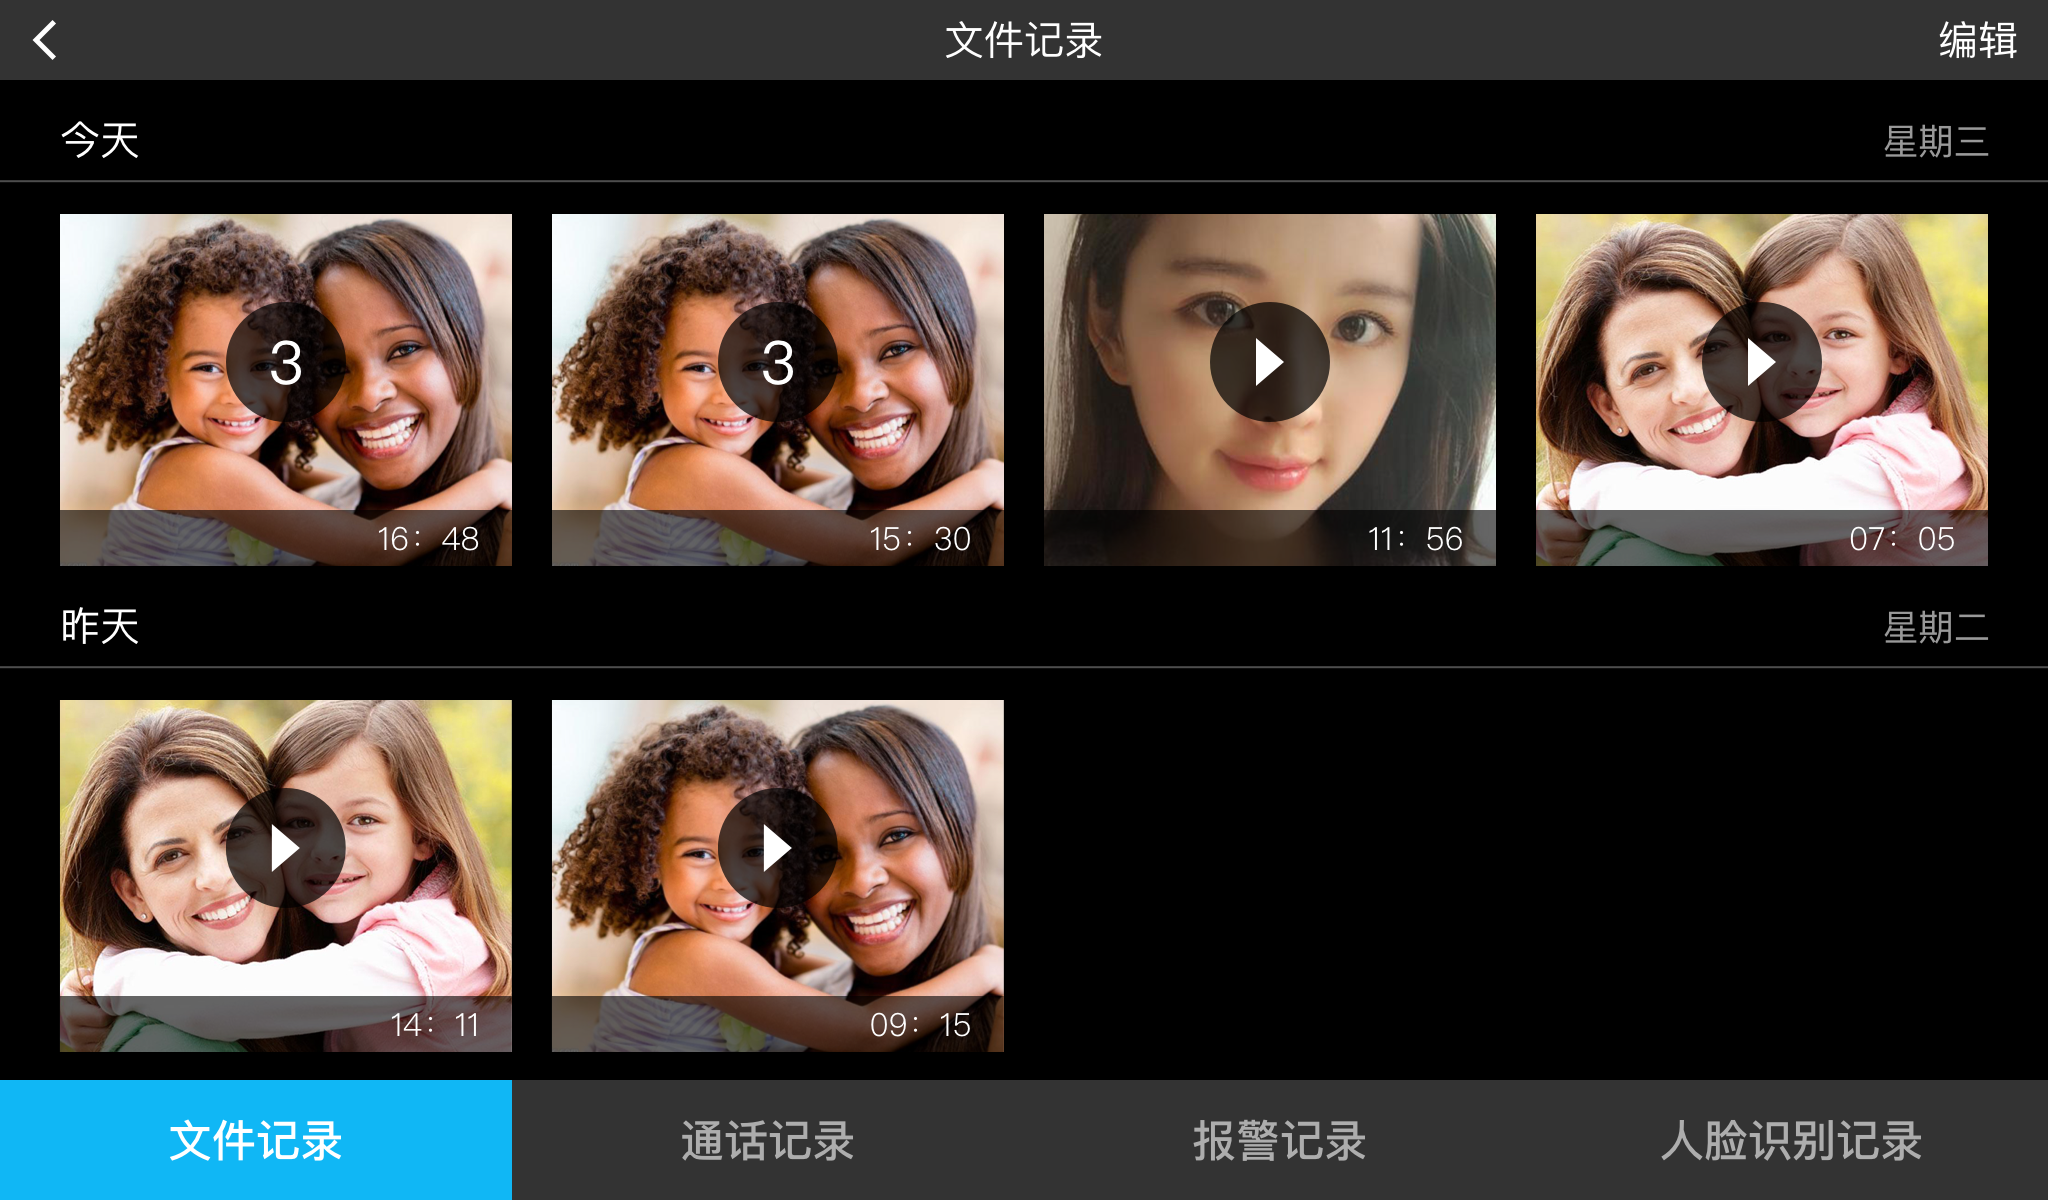 文件记录
编辑
今天
星期三
3
3
16： 48
15： 30
11： 56
07： 05
昨天
星期二
14： 11
09： 15
文件记录
通话记录
报警记录
人脸识别记录